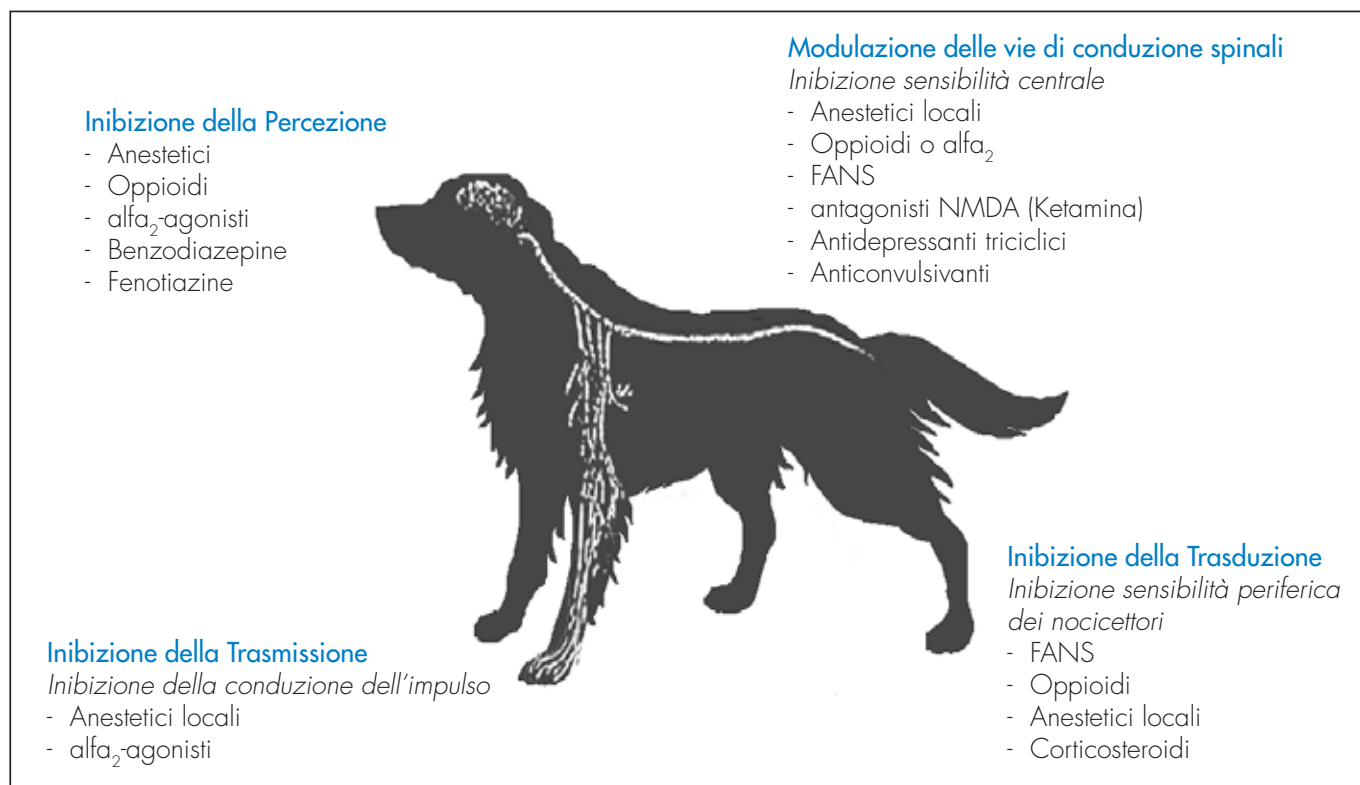 Inibizione della Percezione
- Anestetici
- Oppioidi
- alfa₂-agonisti
- Benzodiazepine
- Fenotiazine
Modulazione delle vie di conduzione spinali
Inibizione sensibilità centrale
- Anestetici locali
- Oppioidi o alfa₂
- FANS
- antagonisti NMDA (Ketamina)
- Antidepressanti triciclici
- Anticonvulsivanti
Inibizione della Trasmissione
Inibizione della conduzione dell’impulso
- Anestetici locali
- alfa₂-agonisti
Inibizione della Trasduzione
Inibizione sensibilità periferica
dei nocicettori
- FANS
- Oppioidi
- Anestetici locali
- Corticosteroidi